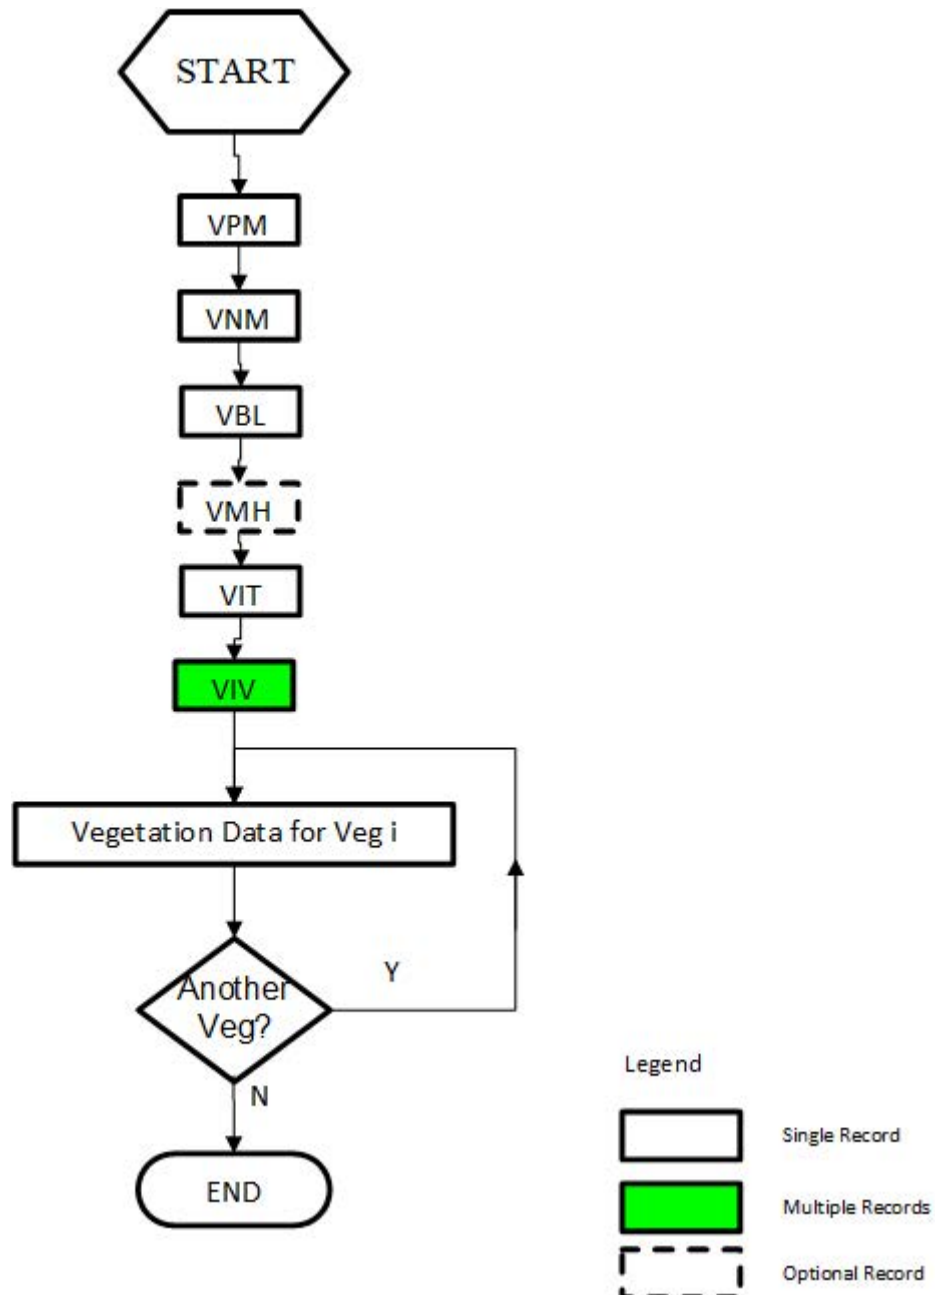 START
VPM
VNM
VBL
VMH
VIT
VIV
Vegetation Data for Veg i
Another
Veg?
Y
N
END
Legend
Single Record
Multiple Records
Optional Record